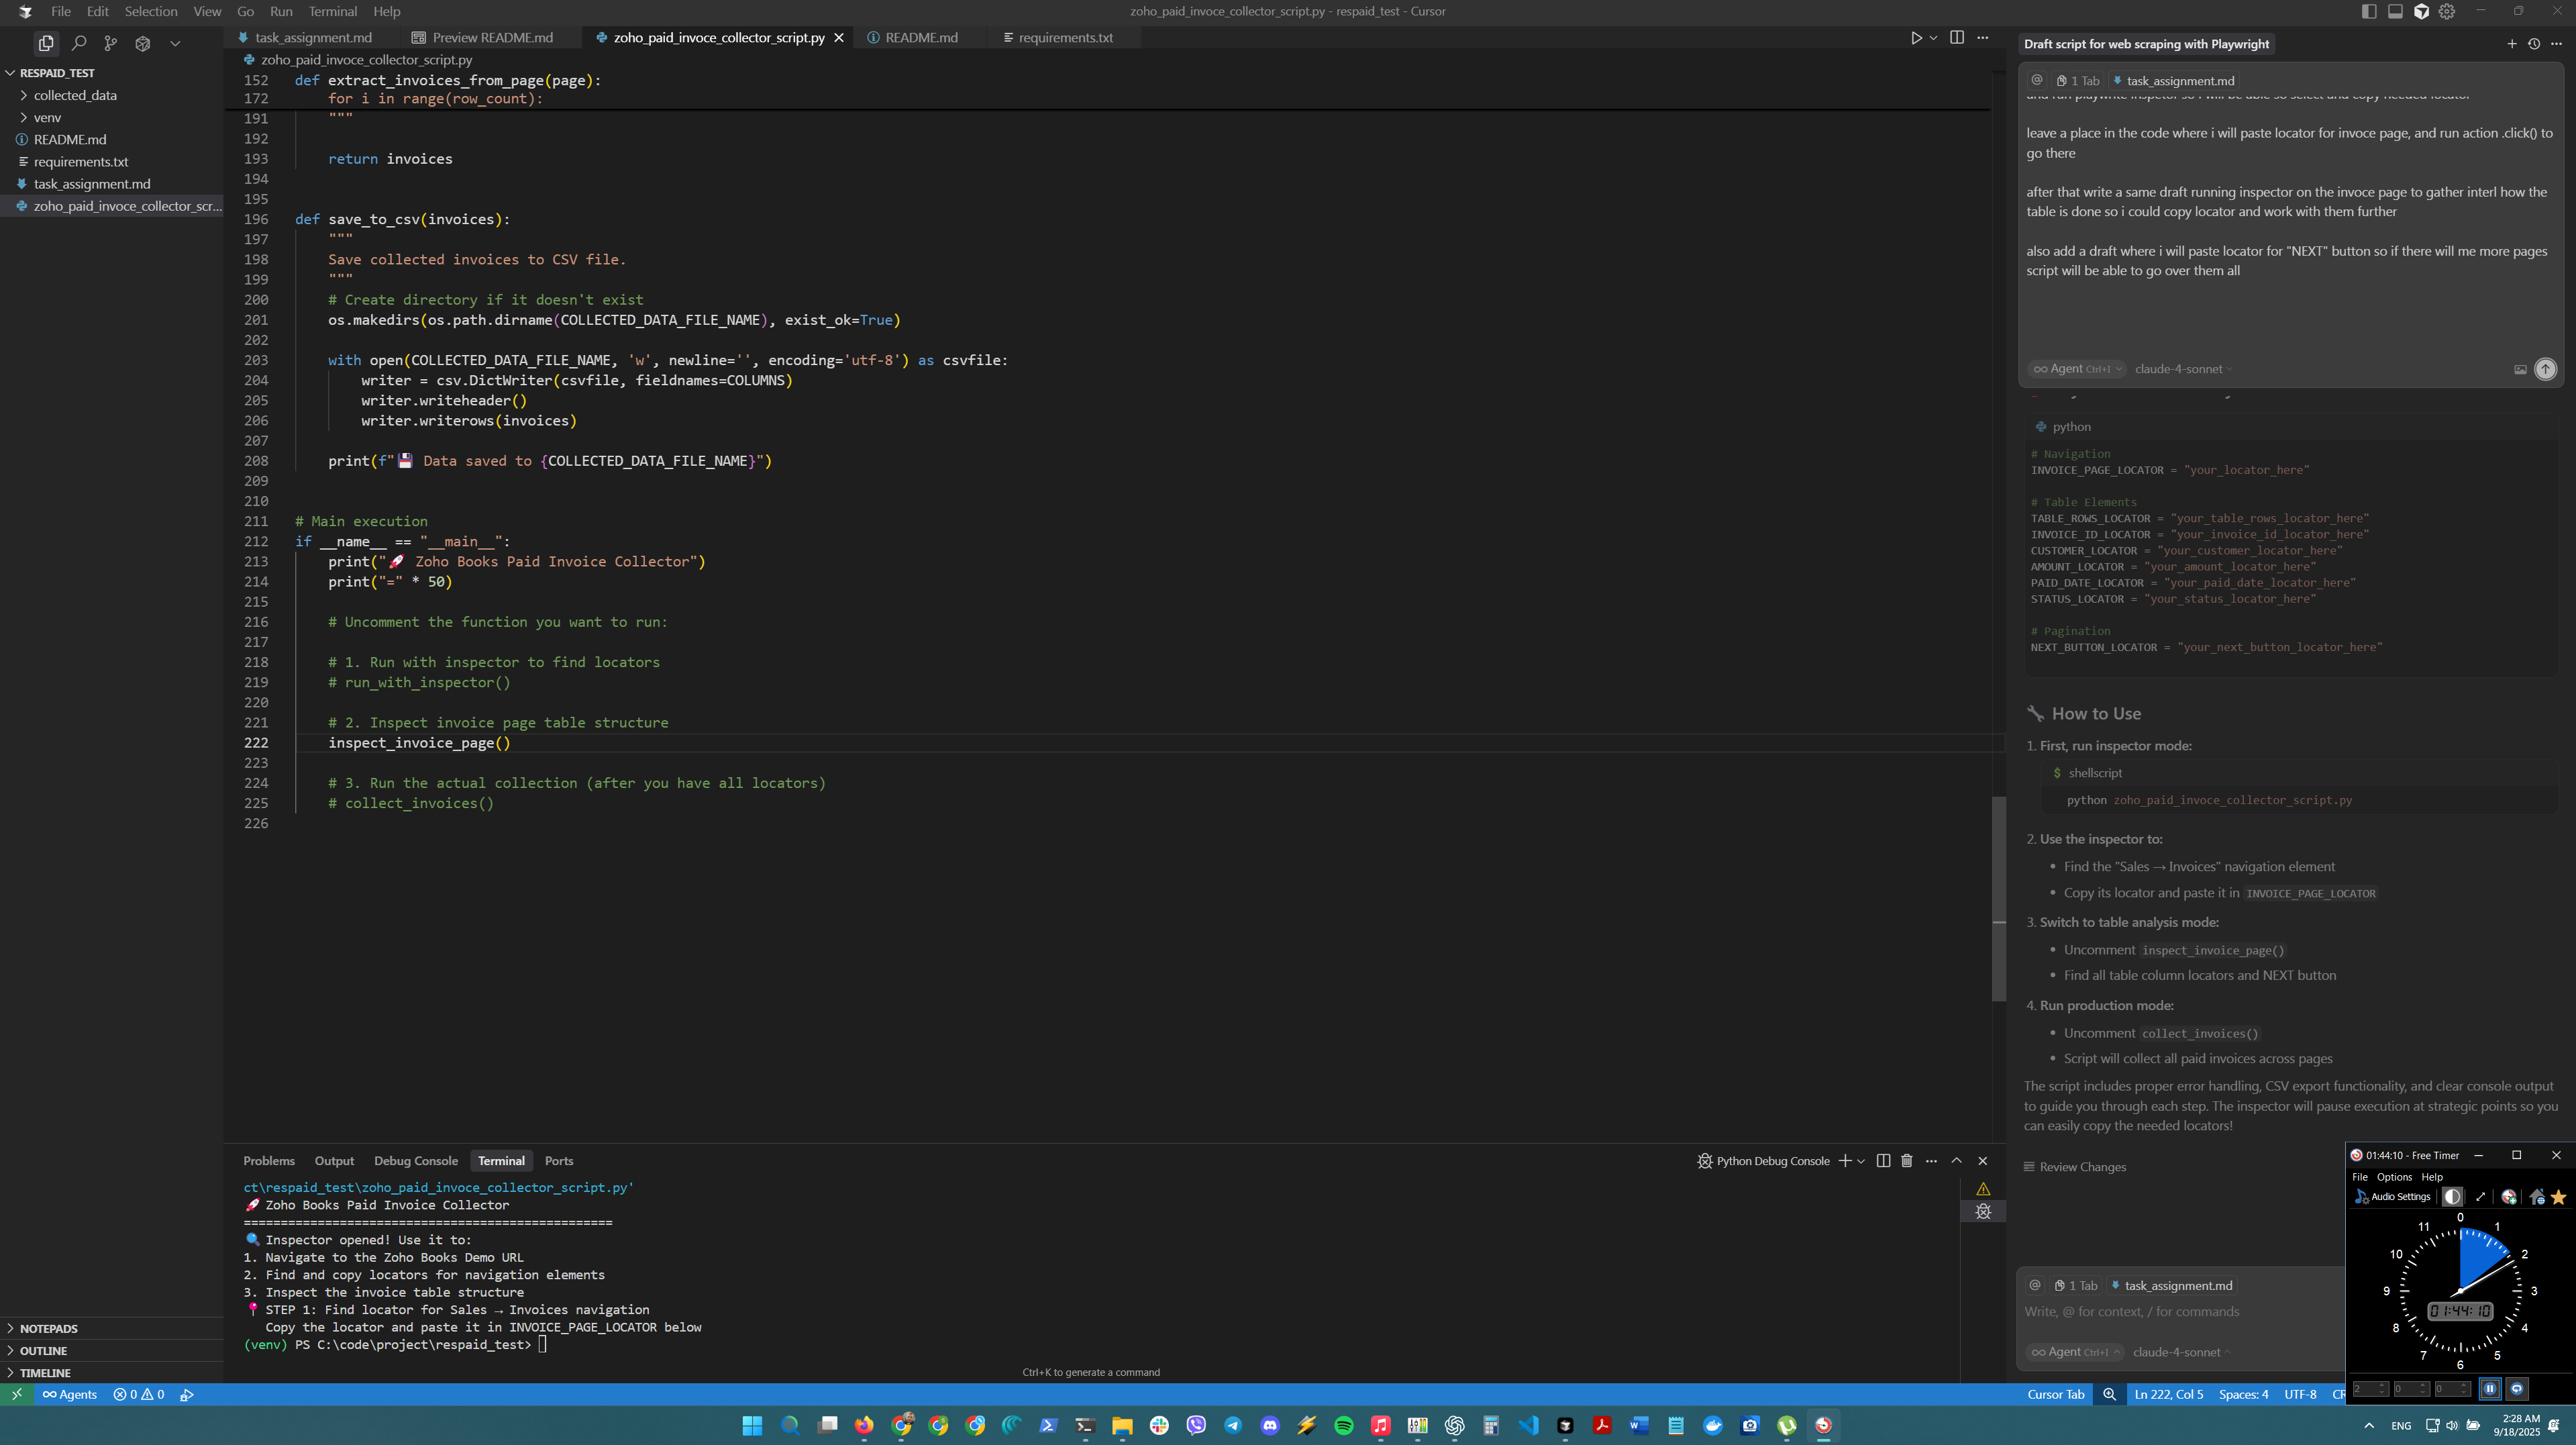 File Edit Selection View Go Run Terminal Help
zoho_paid_invoce_collector_script.py - respaid_test - Cursor
task_assignment.md
Preview README.md
zoho_paid_invoce_collector_script.py
README.md
requirements.txt
RESPAID_TEST
collected_data
venv
README.md
requirements.txt
task_assignment.md
zoho_paid_invoce_collector_scr...
NOTEPADS
OUTLINE
TIMELINE
zoho_paid_invoce_collector_script.py
152 def extract_invoices_from_page(page):
172 for i in range(row_count):
191 """
192
193 return invoices
194
195
196 def save_to_csv(invoices):
197 """
198 Save collected invoices to CSV file.
199 """
200 # Create directory if it doesn't exist
201 os.makedirs(os.path.dirname(COLLECTED_DATA_FILE_NAME), exist_ok=True)
202
203 with open(COLLECTED_DATA_FILE_NAME, 'w', newline='', encoding='utf-8') as csvfile:
204 writer = csv.DictWriter(csvfile, fieldnames=COLUMNS)
205 writer.writeheader()
206 writer.writerows(invoices)
207
208 print(f"💾 Data saved to {COLLECTED_DATA_FILE_NAME}")
209
210
211 # Main execution
212 if __name__ == "__main__":
213 print("🚀 Zoho Books Paid Invoice Collector")
214 print("=" * 50)
215
216 # Uncomment the function you want to run:
217
218 # 1. Run with inspector to find locators
219 # run_with_inspector()
220
221 # 2. Inspect invoice page table structure
222 inspect_invoice_page()
223
224 # 3. Run the actual collection (after you have all locators)
225 # collect_invoices()
226
Problems Output Debug Console Terminal Ports
Python Debug Console
ct\respaid_test\zoho_paid_invoce_collector_script.py'
🚀 Zoho Books Paid Invoice Collector
==================================================
🔍 Inspector opened! Use it to:
1. Navigate to the Zoho Books Demo URL
2. Find and copy locators for navigation elements
3. Inspect the invoice table structure
📍 STEP 1: Find locator for Sales → Invoices navigation
Copy the locator and paste it in INVOICE_PAGE_LOCATOR below
(venv) PS C:\code\project\respaid_test>
Ctrl+K to generate a command
Draft script for web scraping with Playwright
@ 1 Tab task_assignment.md
and run playwrite inspetor so i will be able so select and copy needed locator
leave a place in the code where i will paste locator for invoce page, and run action .click() to
go there
after that write a same draft running inspector on the invoce page to gather interl how the
table is done so i could copy locator and work with them further
also add a draft where i will paste locator for "NEXT" button so if there will me more pages
script will be able to go over them all
Agent Ctrl+I claude-4-sonnet
python
# Navigation
INVOICE_PAGE_LOCATOR = "your_locator_here"
# Table Elements
TABLE_ROWS_LOCATOR = "your_table_rows_locator_here"
INVOICE_ID_LOCATOR = "your_invoice_id_locator_here"
CUSTOMER_LOCATOR = "your_customer_locator_here"
AMOUNT_LOCATOR = "your_amount_locator_here"
PAID_DATE_LOCATOR = "your_paid_date_locator_here"
STATUS_LOCATOR = "your_status_locator_here"
# Pagination
NEXT_BUTTON_LOCATOR = "your_next_button_locator_here"
🔧 How to Use
1. First, run inspector mode:
$ shellscript
python zoho_paid_invoce_collector_script.py
2. Use the inspector to:
• Find the "Sales → Invoices" navigation element
• Copy its locator and paste it in INVOICE_PAGE_LOCATOR
3. Switch to table analysis mode:
• Uncomment inspect_invoice_page()
• Find all table column locators and NEXT button
4. Run production mode:
• Uncomment collect_invoices()
• Script will collect all paid invoices across pages
The script includes proper error handling, CSV export functionality, and clear console output
to guide you through each step. The inspector will pause execution at strategic points so you
can easily copy the needed locators!
Review Changes
@ 1 Tab task_assignment.md
Write, @ for context, / for commands
Agent Ctrl+I claude-4-sonnet
01:44:10 - Free Timer
File Options Help
Audio Settings
0
1
2
3
4
5
6
7
8
9
10
11
01:44:10
2 0 0
Agents 0 0
Cursor Tab Ln 222, Col 5 Spaces: 4 UTF-8 CR
ENG
2:28 AM
9/18/2025